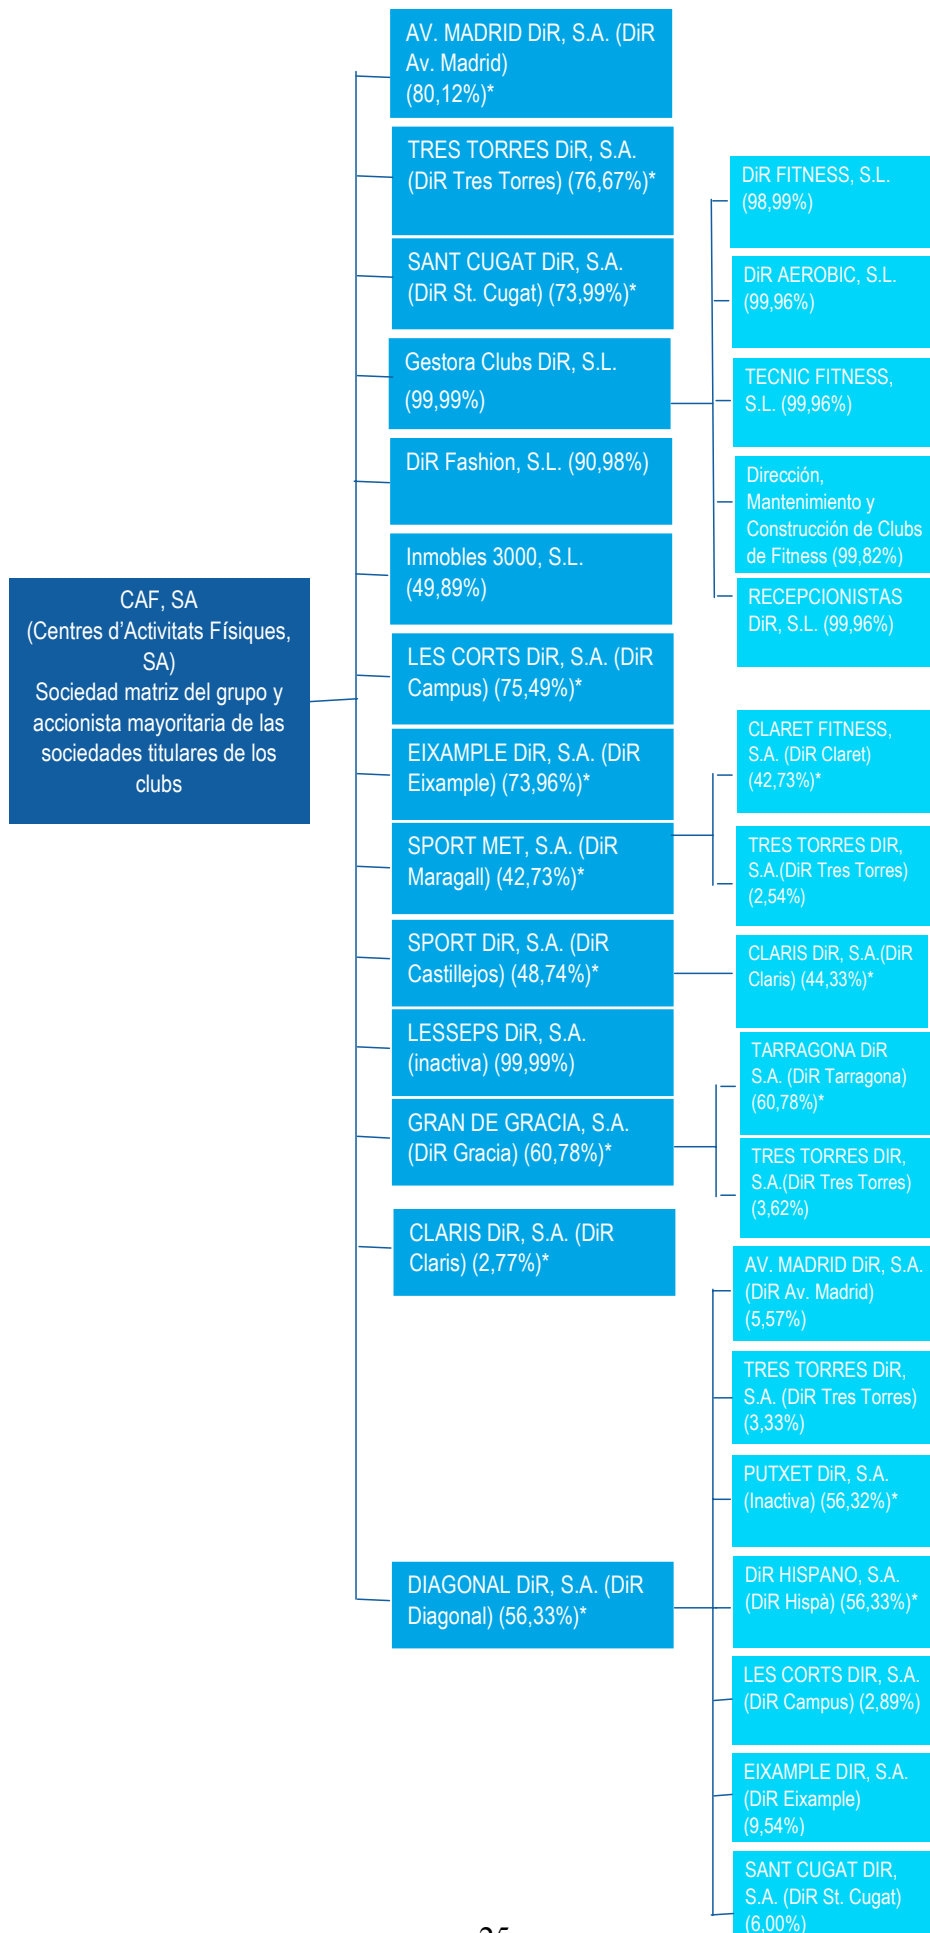 AV. MADRID DiR, S.A. (DiR
Av. Madrid)
(80,12%)*
TRES TORRES DiR, S.A.
(DiR Tres Torres) (76,67%)*
SANT CUGAT DiR, S.A.
(DiR St. Cugat) (73,99%)*
Gestora Clubs DiR, S.L.
(99,99%)
DiR Fashion, S.L. (90,98%)
Inmobles 3000, S.L.
(49,89%)
CAF, SA
(Centres d'Activitats Físiques,
SA)
Sociedad matriz del grupo y
accionista mayoritaria de las
sociedades titulares de los
clubs
LES CORTS DiR, S.A. (DiR
Campus) (75,49%)*
EIXAMPLE DiR, S.A. (DiR
Eixample) (73,96%)*
SPORT MET, S.A. (DiR
Maragall) (42,73%)*
SPORT DiR, S.A. (DiR
Castillejos) (48,74%)*
LESSEPS DiR, S.A.
(inactiva) (99,99%)
GRAN DE GRACIA, S.A.
(DiR Gracia) (60,78%)*
CLARIS DiR, S.A. (DiR
Claris) (2,77%)*
DIAGONAL DiR, S.A. (DiR
Diagonal) (56,33%)*
DiR FITNESS, S.L.
(98,99%)
DiR AEROBIC, S.L.
(99,96%)
TECNIC FITNESS,
S.L. (99,96%)
Dirección,
Mantenimiento y
Construcción de Clubs
de Fitness (99,82%)
RECEPCIONISTAS
DiR, S.L. (99,96%)
CLARET FITNESS,
S.A. (DiR Claret)
(42,73%)*
TRES TORRES DIR,
S.A.(DiR Tres Torres)
(2,54%)
CLARIS DiR, S.A.(DiR
Claris) (44,33%)*
TARRAGONA DiR
S.A. (DiR Tarragona)
(60,78%)*
TRES TORRES DIR,
S.A.(DiR Tres Torres)
(3,62%)
AV. MADRID DiR, S.A.
(DiR Av. Madrid)
(5,57%)
TRES TORRES DiR,
S.A. (DiR Tres Torres)
(3,33%)
PUTXET DiR, S.A.
(Inactiva) (56,32%)*
DiR HISPANO, S.A.
(DiR Hispà) (56,33%)*
LES CORTS DIR, S.A.
(DiR Campus) (2,89%)
EIXAMPLE DIR, S.A.
(DiR Eixample)
(9,54%)
SANT CUGAT DIR,
S.A. (DiR St. Cugat)
(6,00%)